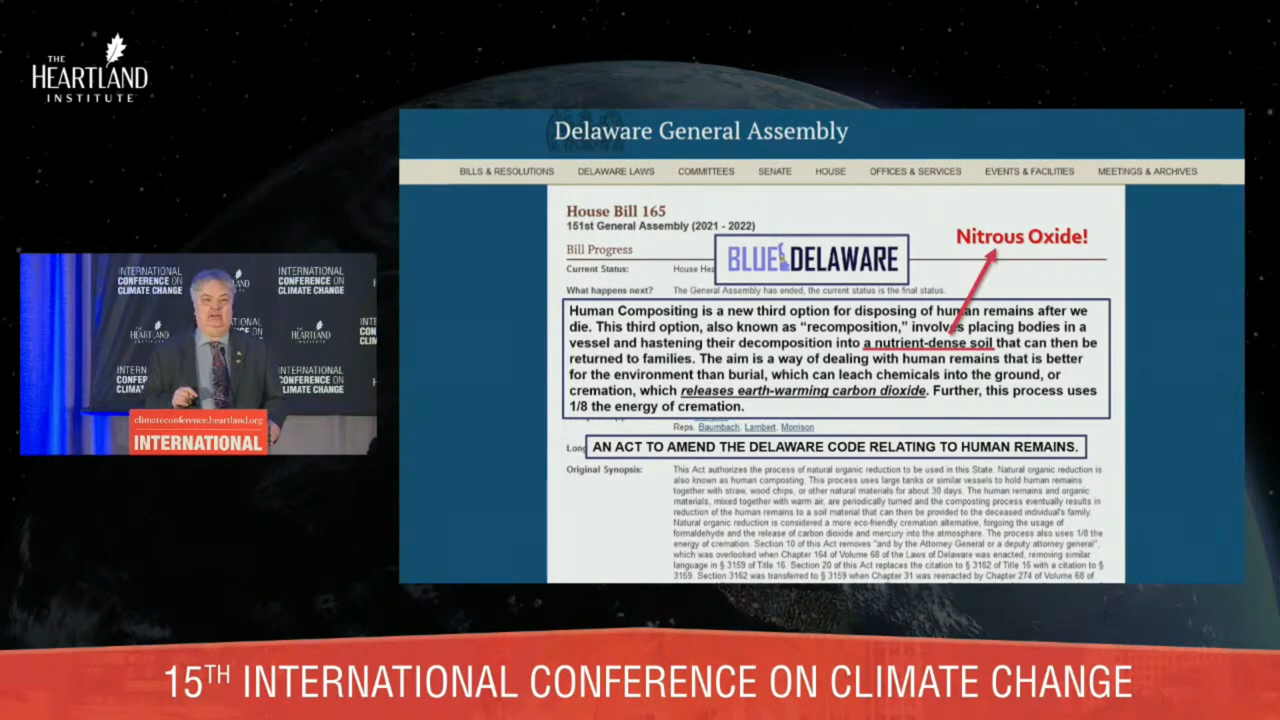 THE
HEARTLAND
INSTITUTE
Delaware General Assembly
BILLS & RESOLUTIONS DELAWARE LAWS COMMITTEES SENATE HOUSE OFFICES & SERVICES EVENTS & FACILITIES MEETINGS & ARCHIVES
House Bill 165
151st General Assembly (2021 - 2022)
Bill Progress
BLUE DELAWARE
Nitrous Oxide!
Current Status: House
What happens next? The General Assembly has ended, the current status is the final status.
Human Compositing is a new third option for disposing of human remains after we
die. This third option, also known as “recomposition,” involves placing bodies in a
vessel and hastening their decomposition into a nutrient-dense soil that can then be
returned to families. The aim is a way of dealing with human remains that is better
for the environment than burial, which can leach chemicals into the ground, or
cremation, which releases earth-warming carbon dioxide. Further, this process uses
1/8 the energy of cremation.
Reps. Baumbach, Lambert, Morrison
AN ACT TO AMEND THE DELAWARE CODE RELATING TO HUMAN REMAINS.
Original Synopsis: This Act authorizes the process of natural organic reduction to be used in this State. Natural organic reduction is
also known as human composting. This process uses large tanks or similar vessels to hold human remains
together with straw, wood chips, or other natural materials for about 30 days. The human remains and organic
materials, mixed together with warm air, are periodically turned and the composting process eventually results in
reduction of the human remains to a soil material that can then be provided to the deceased individual's family.
Natural organic reduction is considered a more eco-friendly cremation alternative, forgoing the usage of
formaldehyde and the release of carbon dioxide and mercury into the atmosphere. The process also uses 1/8 the
energy of cremation. Section 10 of this Act removes "and by the Attorney General or a deputy attorney general",
which was overlooked when Chapter 164 of Volume 68 of the Laws of Delaware was enacted, removing similar
language in § 3159 of Title 16. Section 20 of this Act replaces the citation to § 3162 of Title 16 with a citation to §
3159. Section 3162 was transferred to § 3159 when Chapter 31 was reenacted by Chapter 274 of Volume 68 of
INTERNATIONAL
CONFERENCE ON
CLIMATE CHANGE
INTERNATIONAL
CONFERENCE ON
CLIMATE CHANGE
HEARTLAND
HEARTLAND
INTERNATIONAL
CONFERENCE ON
CLIMATE CHANGE
climateconference.heartland.org
INTERNATIONAL
15TH INTERNATIONAL CONFERENCE ON CLIMATE CHANGE